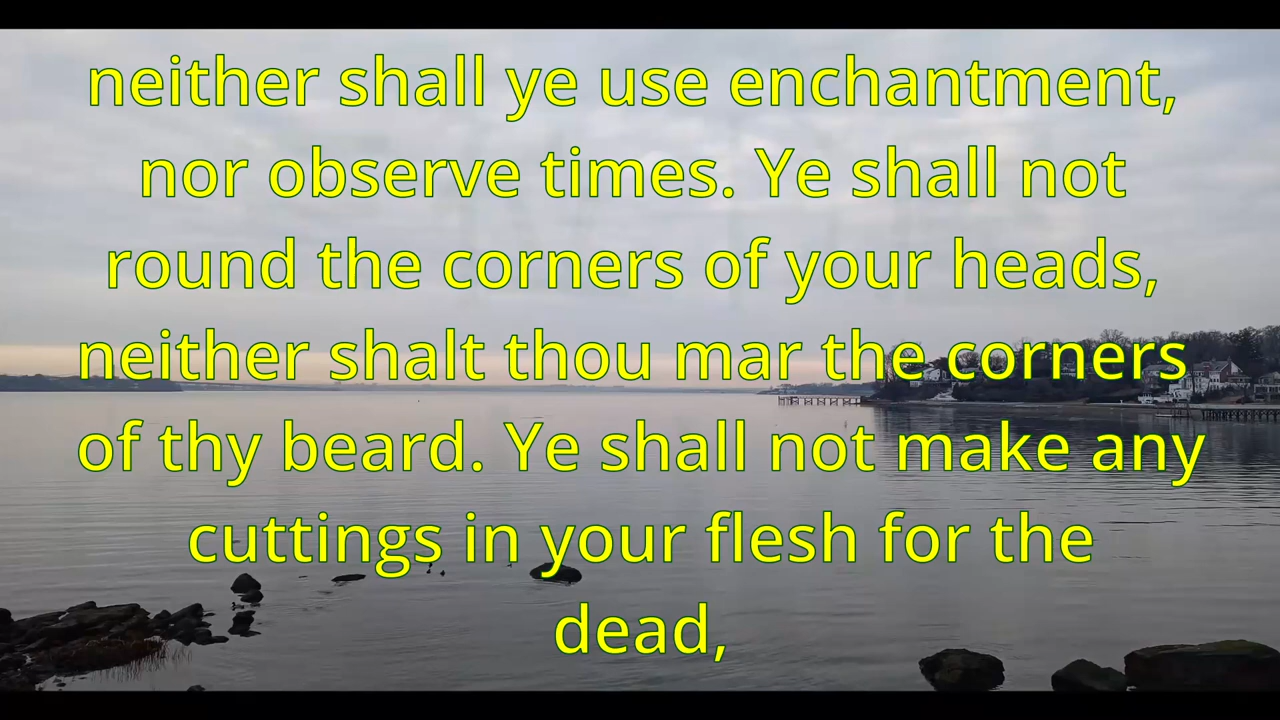 neither shall ye use enchantment,
nor observe times. Ye shall not
round the corners of your heads,
neither shalt thou mar the corners
of thy beard. Ye shall not make any
cuttings in your flesh for the
dead,